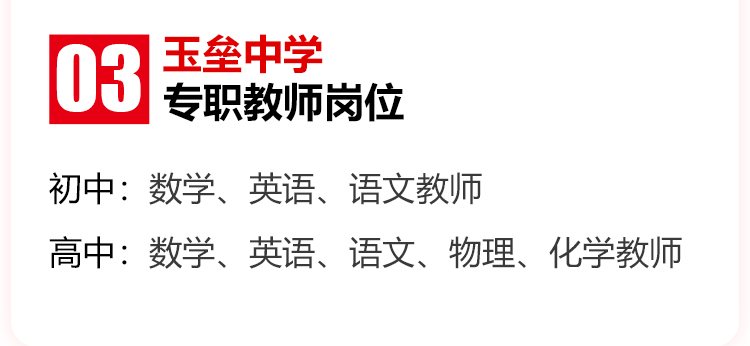 03
玉垒中学
专职教师岗位
初中：数学、英语、语文教师
高中：数学、英语、语文、物理、化学教师